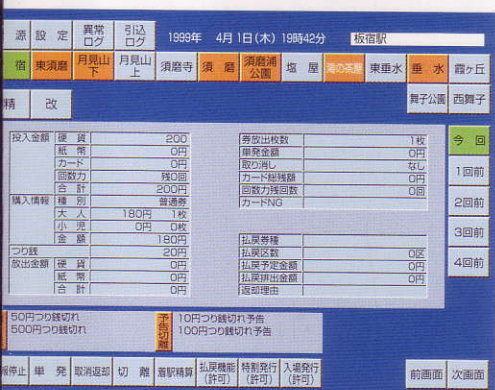 源 設定 異常ログ 引込ログ 1999年 4月 1日(木) 19時42分 板宿駅
宿 東須磨 月見山下 月見山上 須磨寺 須磨 須磨浦公園 塩屋 海の茶屋 東垂水 垂水 霞ヶ丘
精 改 舞子公園 西舞子
投入金額 硬貨 200
紙幣 0円
カード 0円
回数力 残0回
合計 200円
購入情報 種別 普通券
大人 180円 1枚
小児 0円 0枚
金額 180円
つり銭 20円
放出金額 硬貨 0円
紙幣 0円
合計 0円
券放出枚数 1枚
単発金額 0円
取り消し なし
カード総残額 0円
回数力残回数 0回
カードNG
払戻券種
払戻区数 0区
払戻予定金額 0円
払戻排出金額 0円
返却理由
今回
1回前
2回前
3回前
4回前
50円つり銭切れ
500円つり銭切れ
予告切離
10円つり銭切れ予告
100円つり銭切れ予告
報停止 単発 取消返却 切離 着駅精算 払戻機能(許可) 特割発行(許可) 入場発行(許可) 前画面 次画面